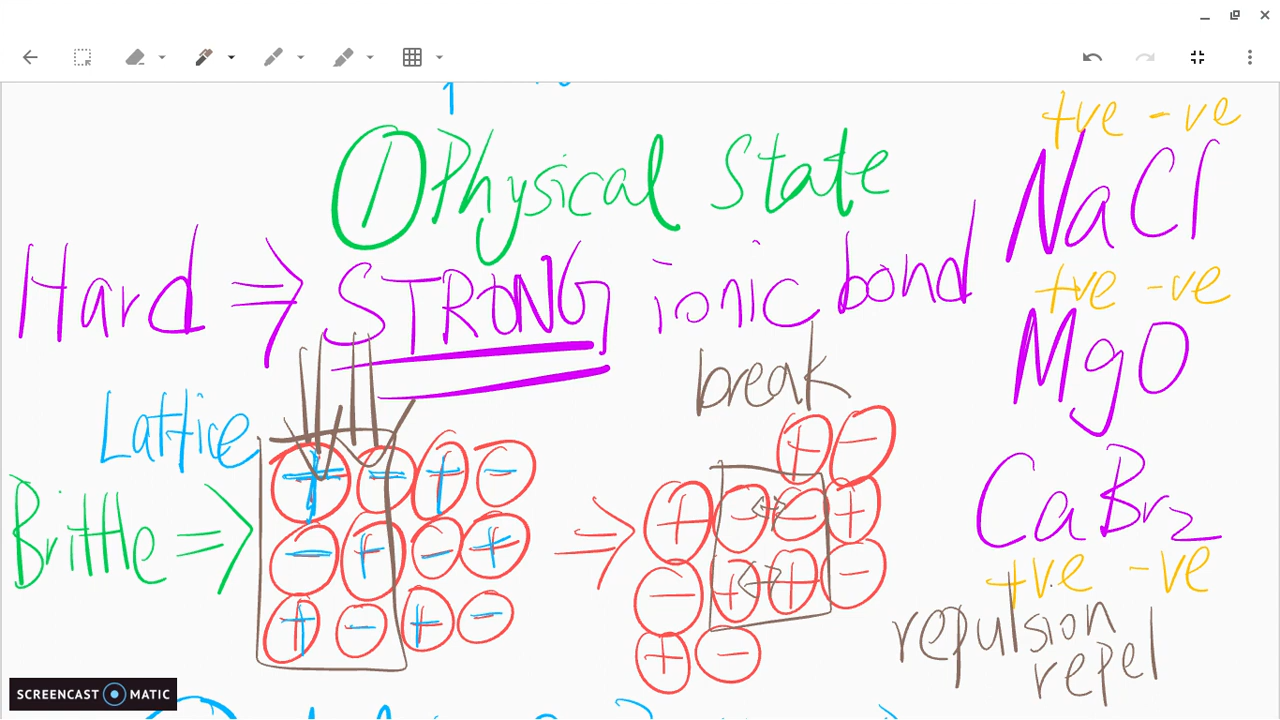 ① Physical State
+ve -ve
NaCl
Hard ⇒ STRONG ionic bond
+ve -ve
MgO
break
Lattice
Brittle ⇒
+ - + -
- + - +
+ - + -
⇒
+ -
+ - ↔ - +
- + ↔ + -
+ -
CaBr2
+ve -ve
repulsion
repel
SCREENCAST MATIC